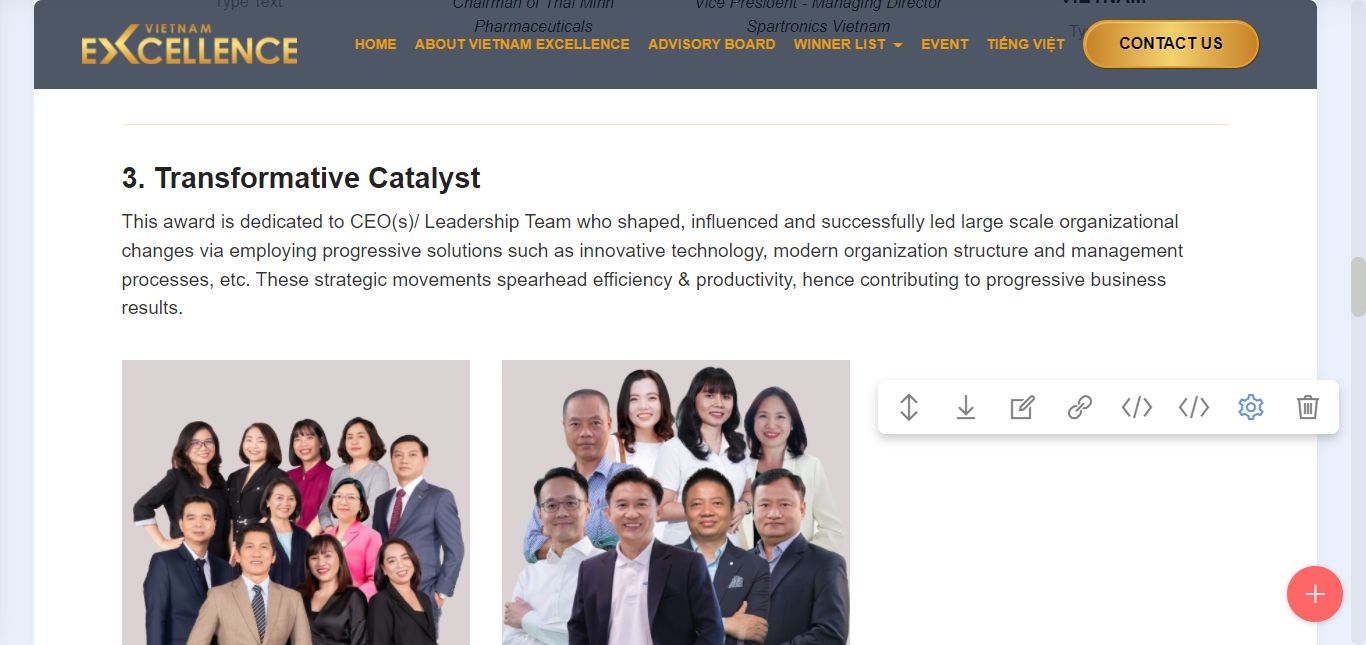 Type Text
Chairman of Thai Minh
Pharmaceuticals
Vice President - Managing Director
Spartronics Vietnam
VIETNAM
VIETNAM
EXCELLENCE
HOME
ABOUT VIETNAM EXCELLENCE
ADVISORY BOARD
WINNER LIST
EVENT
TIẾNG VIỆT
CONTACT US
3. Transformative Catalyst
This award is dedicated to CEO(s)/ Leadership Team who shaped, influenced and successfully led large scale organizational
changes via employing progressive solutions such as innovative technology, modern organization structure and management
processes, etc. These strategic movements spearhead efficiency & productivity, hence contributing to progressive business
results.